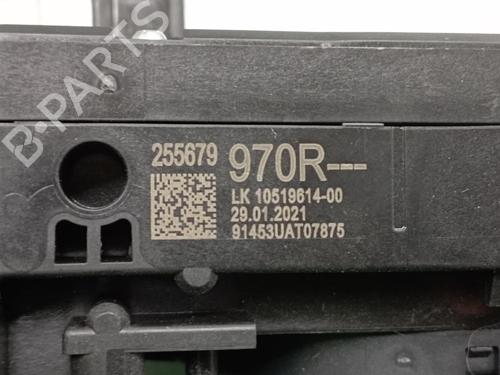 B-PARTS
255679 970R---
LK 10519614-00
29.01.2021
91453UAT07875